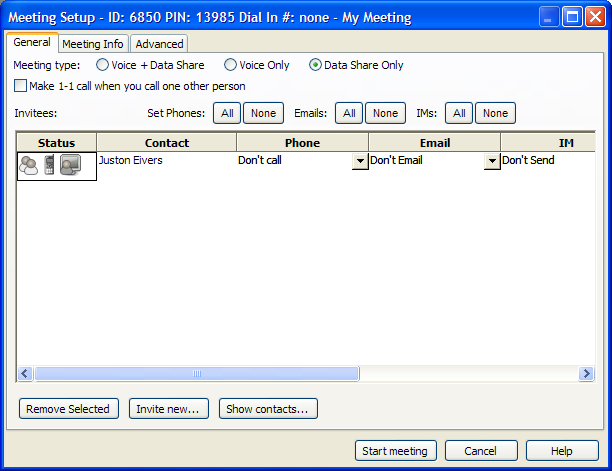 Meeting Setup - ID: 6850 PIN: 13985 Dial In #: none - My Meeting
General Meeting Info Advanced
Meeting type: Voice + Data Share Voice Only Data Share Only
Make 1-1 call when you call one other person
Invitees: Set Phones: All None Emails: All None IMs: All None
Status Contact Phone Email IM
Juston Eivers Don't call Don't Email Don't Send
Remove Selected Invite new... Show contacts...
Start meeting Cancel Help